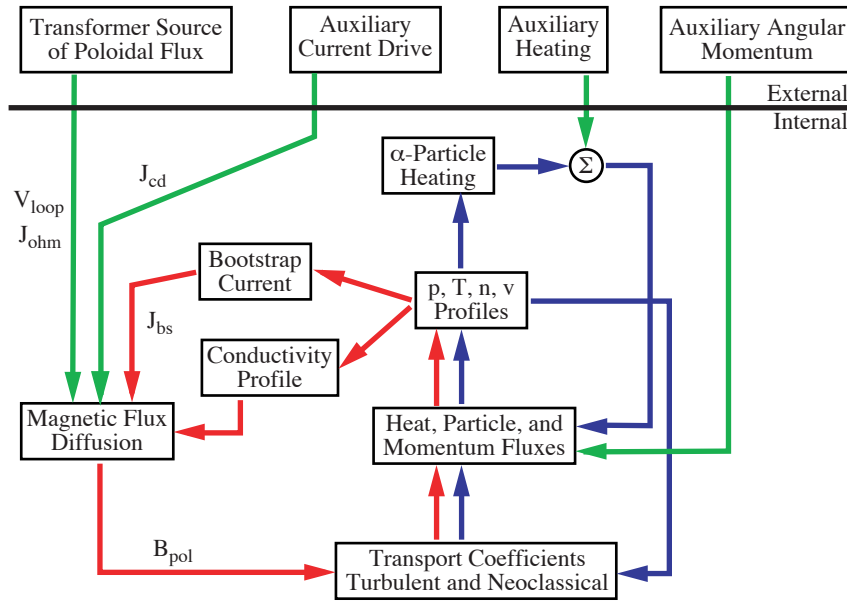 Transformer Source
of Poloidal Flux
Auxiliary
Current Drive
Auxiliary
Heating
Auxiliary Angular
Momentum
External
Internal
α-Particle
Heating
Σ
J_cd
V_loop
J_ohm
Bootstrap
Current
p, T, n, v
Profiles
J_bs
Conductivity
Profile
Magnetic Flux
Diffusion
Heat, Particle, and
Momentum Fluxes
B_pol
Transport Coefficients
Turbulent and Neoclassical